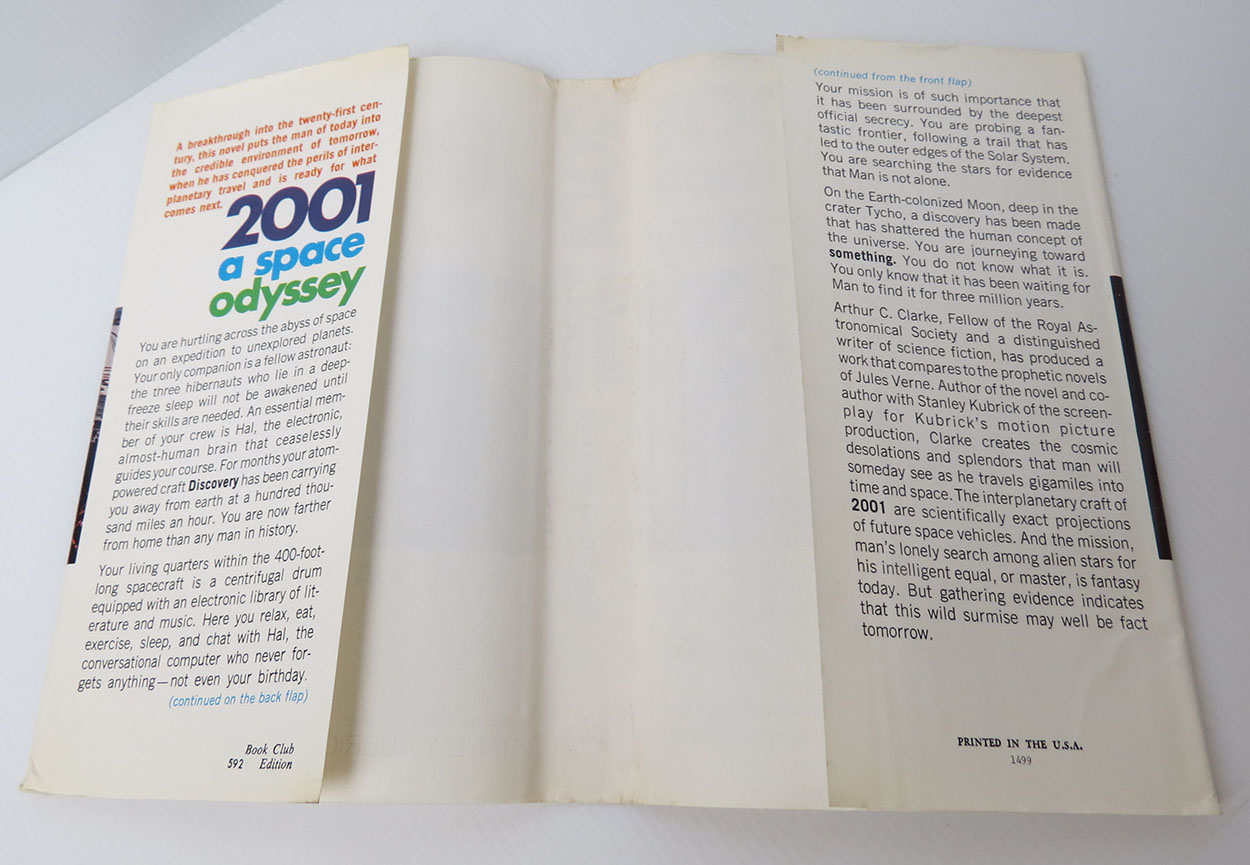 A breakthrough into the twenty-first cen-
tury, this novel puts the man of today into
the credible environment of tomorrow,
when he has conquered the perils of inter-
planetary travel and is ready for what
comes next.
2001
a space
odyssey
You are hurtling across the abyss of space
on an expedition to unexplored planets.
Your only companion is a fellow astronaut:
the three hibernauts who lie in a deep-
freeze sleep will not be awakened until
their skills are needed. An essential mem-
ber of your crew is Hal, the electronic,
almost-human brain that ceaselessly
guides your course. For months your atom-
powered craft Discovery has been carrying
you away from earth at a hundred thou-
sand miles an hour. You are now farther
from home than any man in history.
Your living quarters within the 400-foot-
long spacecraft is a centrifugal drum
equipped with an electronic library of lit-
erature and music. Here you relax, eat,
exercise, sleep, and chat with Hal, the
conversational computer who never for-
gets anything—not even your birthday.
(continued on the back flap)
Book Club
592 Edition
(continued from the front flap)
Your mission is of such importance that
it has been surrounded by the deepest
official secrecy. You are probing a fan-
tastic frontier, following a trail that has
led to the outer edges of the Solar System.
You are searching the stars for evidence
that Man is not alone.
On the Earth-colonized Moon, deep in the
crater Tycho, a discovery has been made
that has shattered the human concept of
the universe. You are journeying toward
something. You do not know what it is.
You only know that it has been waiting for
Man to find it for three million years.
Arthur C. Clarke, Fellow of the Royal As-
tronomical Society and a distinguished
writer of science fiction, has produced a
work that compares to the prophetic novels
of Jules Verne. Author of the novel and co-
author with Stanley Kubrick of the screen-
play for Kubrick's motion picture
production, Clarke creates the cosmic
desolations and splendors that man will
someday see as he travels gigamiles into
time and space. The interplanetary craft of
2001 are scientifically exact projections
of future space vehicles. And the mission,
man's lonely search among alien stars for
his intelligent equal, or master, is fantasy
today. But gathering evidence indicates
that this wild surmise may well be fact
tomorrow.
PRINTED IN THE U.S.A.
1499